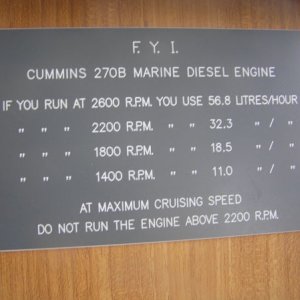 F. Y. I.
CUMMINS 270B MARINE DIESEL ENGINE
IF YOU RUN AT 2600 R.P.M. YOU USE 56.8 LITRES/HOUR
" " " 2200 R.P.M. " " 32.3 " / "
" " " 1800 R.P.M. " " 18.5 " / "
" " " 1400 R.P.M. " " 11.0 " / "
AT MAXIMUM CRUISING SPEED
DO NOT RUN THE ENGINE ABOVE 2200 RPM.